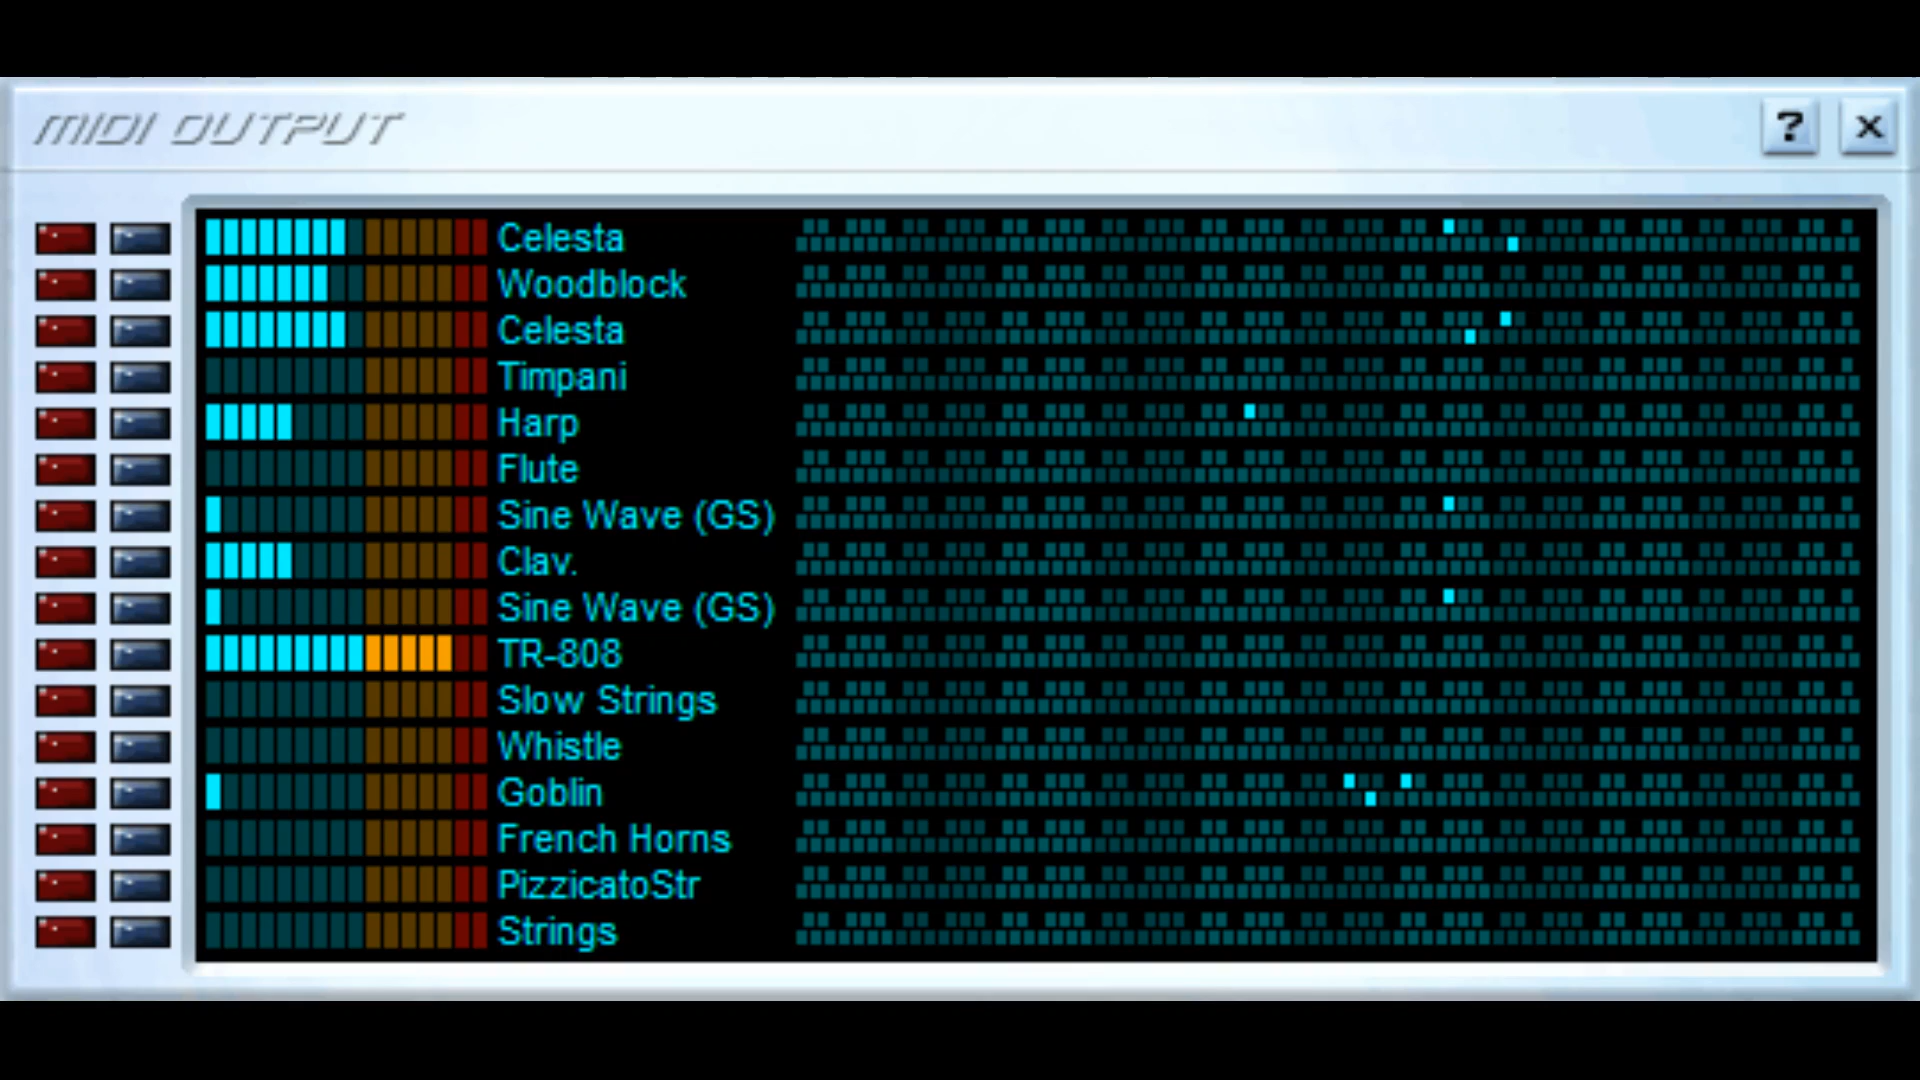 MIDI OUTPUT
? ×
Celesta
Woodblock
Celesta
Timpani
Harp
Flute
Sine Wave (GS)
Clav.
Sine Wave (GS)
TR-808
Slow Strings
Whistle
Goblin
French Horns
PizzicatoStr
Strings